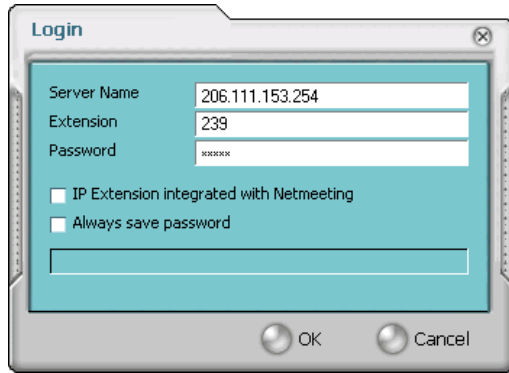 Login
Server Name 206.111.153.254
Extension 239
Password xxxxx
IP Extension integrated with Netmeeting
Always save password
OK Cancel